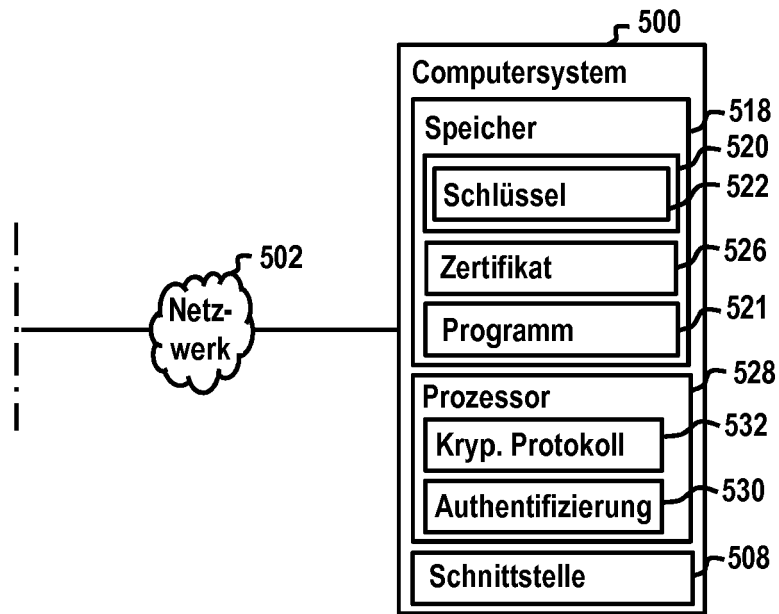 500
Computersystem
518
Speicher
520
Schlüssel
522
502
Netz-
werk
Zertifikat
526
Programm
521
528
Prozessor
Kryp. Protokoll
532
Authentifizierung
530
Schnittstelle
508